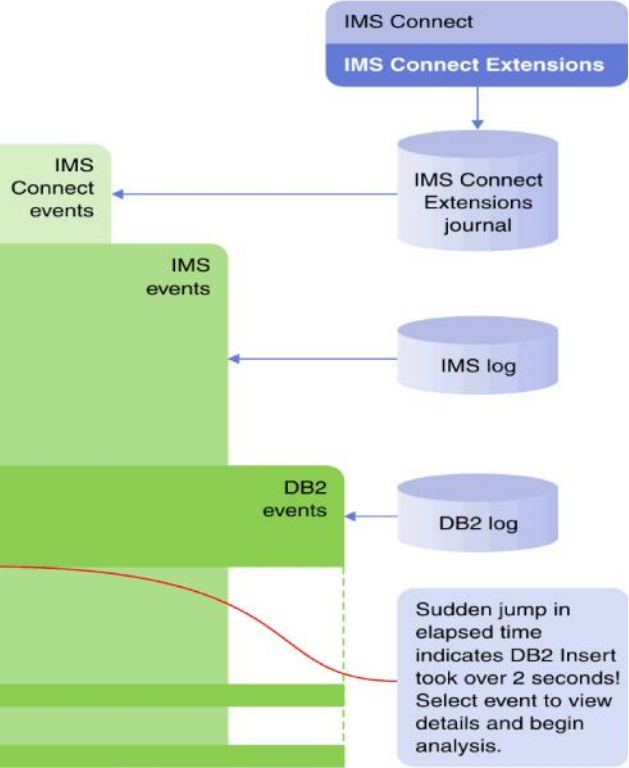 IMS Connect
IMS Connect Extensions
IMS
Connect
events
IMS Connect
Extensions
journal
IMS
events
IMS log
DB2
events
DB2 log
Sudden jump in
elapsed time
indicates DB2 Insert
took over 2 seconds!
Select event to view
details and begin
analysis.